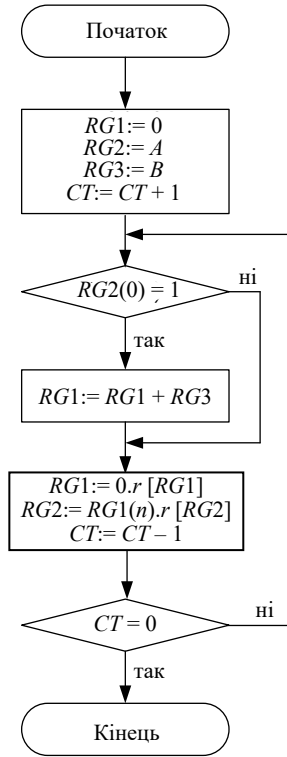 Початок
RG1:= 0
RG2:= A
RG3:= B
CT:= CT + 1
RG2(0) = 1
ні
так
RG1:= RG1 + RG3
RG1:= 0.r [RG1]
RG2:= RG1(n).r [RG2]
CT:= CT – 1
CT = 0
ні
так
Кінець